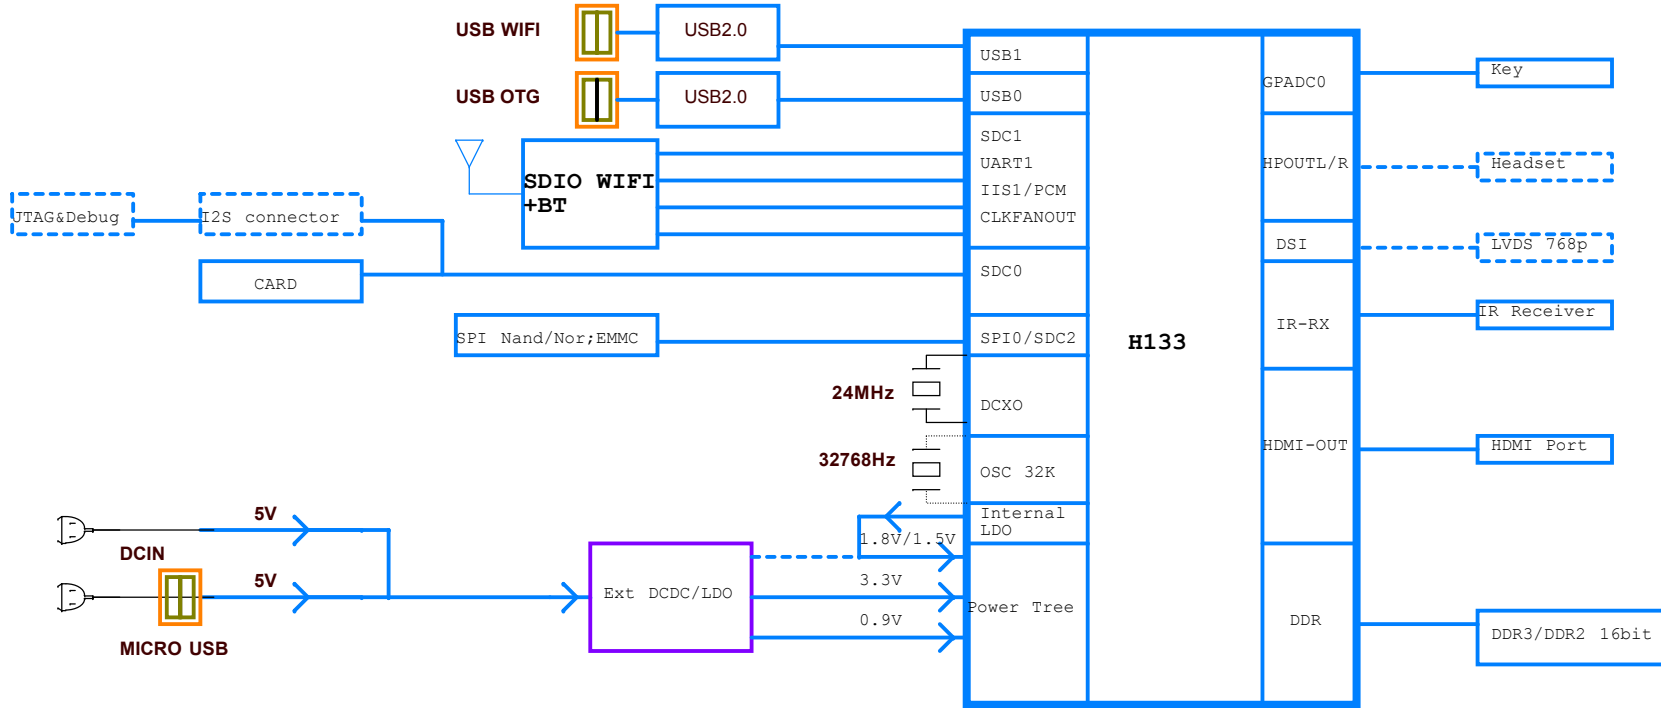 USB WIFI
USB2.0
USB1
USB OTG
USB2.0
USB0
SDIO WIFI
+BT
SDC1
UART1
IIS1/PCM
CLKFANOUT
JTAG&Debug
I2S connector
CARD
SDC0
SPI Nand/Nor;EMMC
SPI0/SDC2
24MHz
DCXO
32768Hz
OSC 32K
Internal
LDO
1.8V/1.5V
3.3V
0.9V
Power Tree
5V
DCIN
5V
MICRO USB
Ext DCDC/LDO
H133
GPADC0
Key
HPOUTL/R
Headset
DSI
LVDS 768p
IR-RX
IR Receiver
HDMI-OUT
HDMI Port
DDR
DDR3/DDR2 16bit